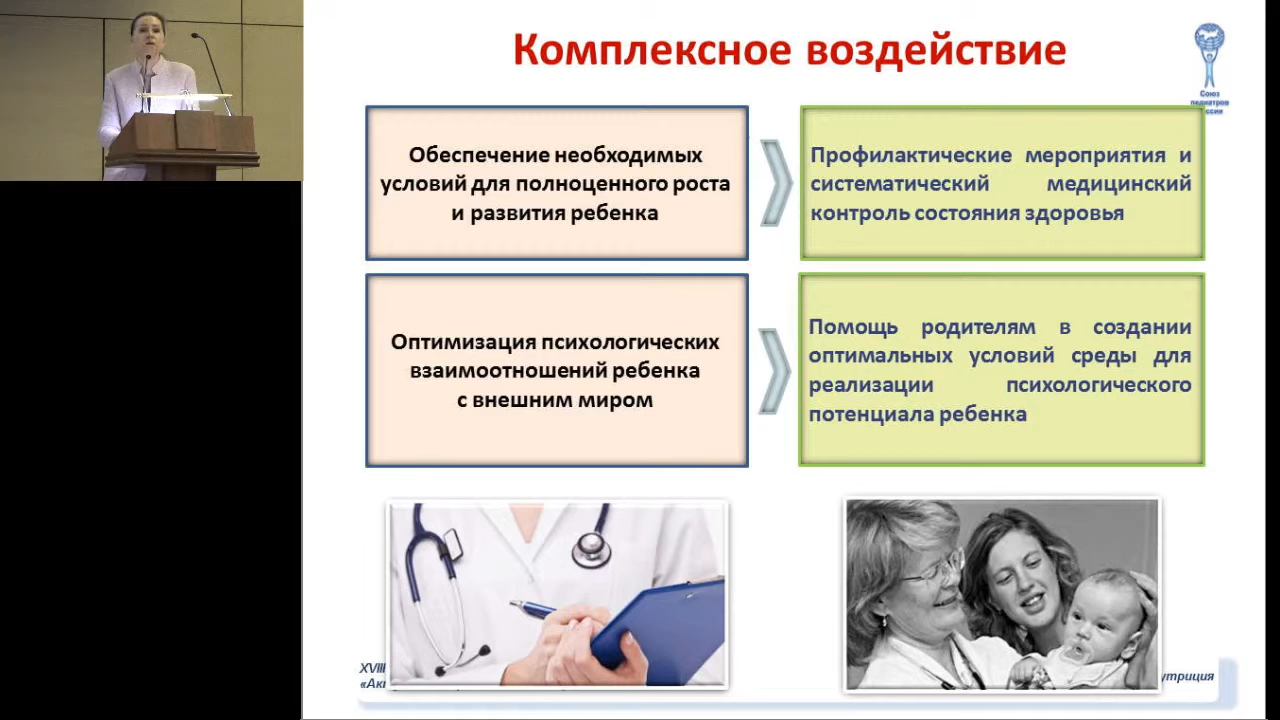 Комплексное воздействие
Союз
педиатров
Обеспечение необходимых
условий для полноценного роста
и развития ребенка
Профилактические мероприятия и
систематический медицинский
контроль состояния здоровья
Оптимизация психологических
взаимоотношений ребенка
с внешним миром
Помощь родителям в создании
оптимальных условий среды для
реализации психологического
потенциала ребенка
XVIII